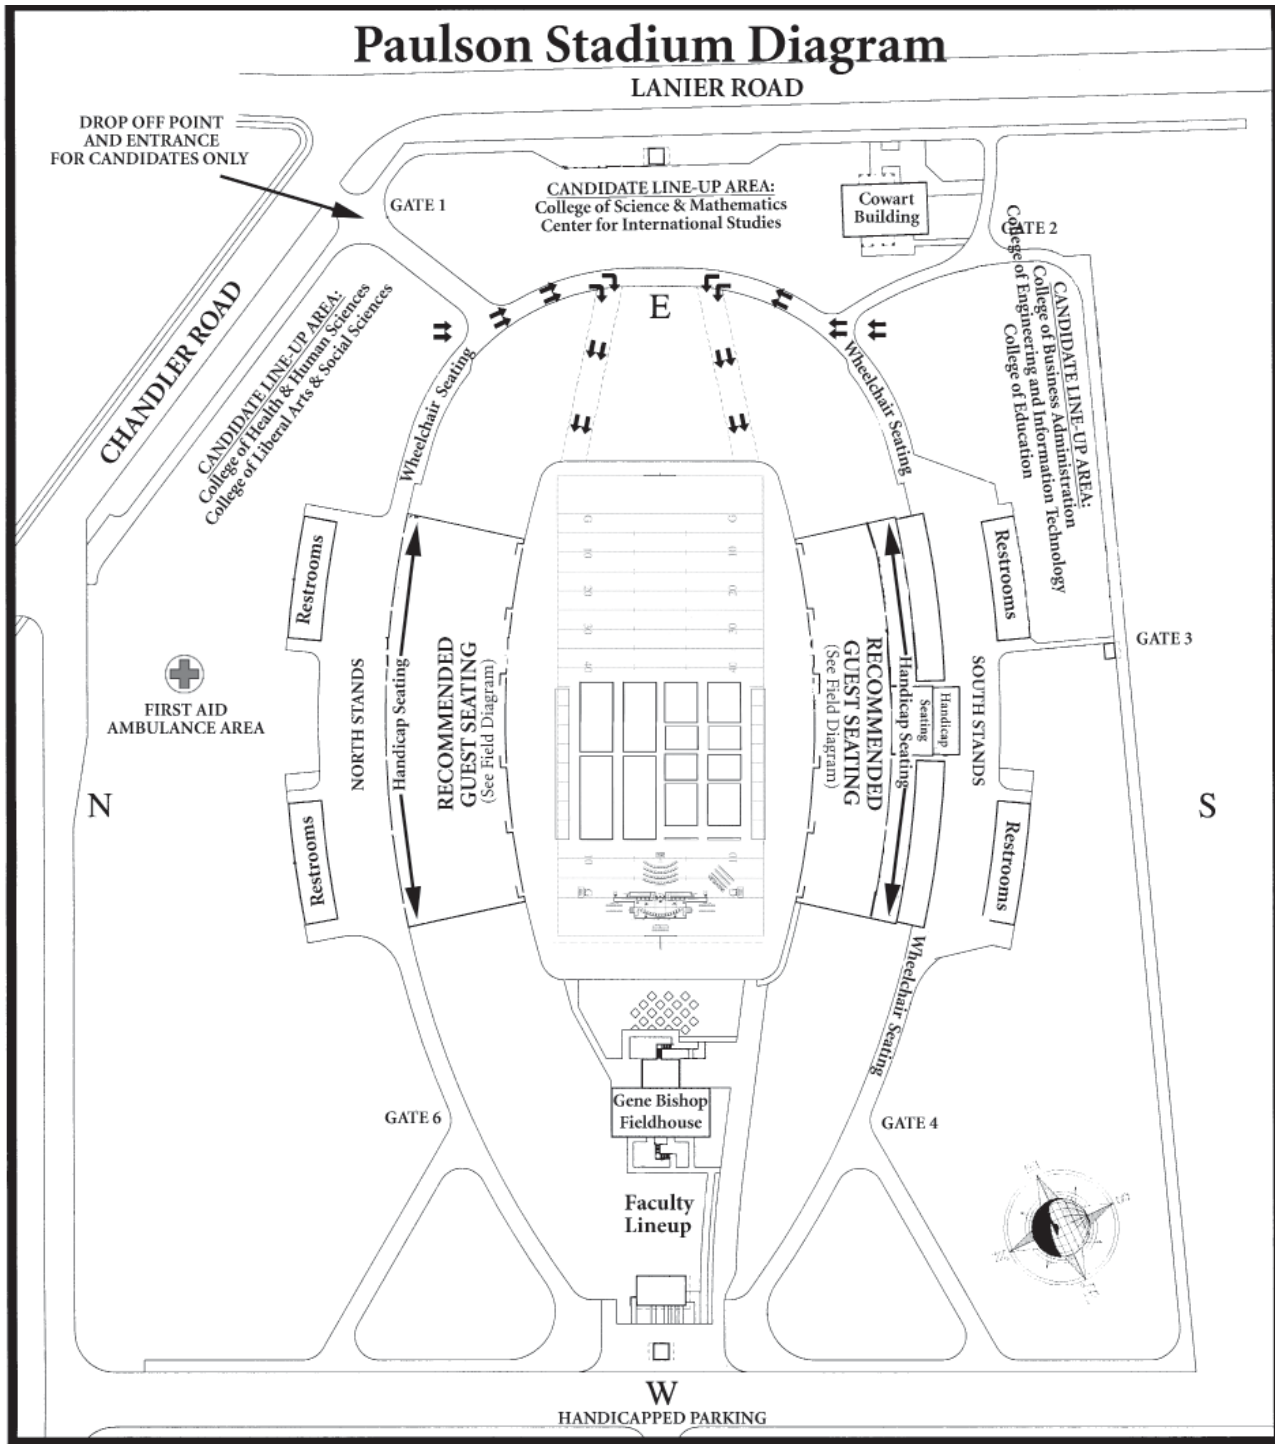 Paulson Stadium Diagram
LANIER ROAD
DROP OFF POINT
AND ENTRANCE
FOR CANDIDATES ONLY
GATE 1
CANDIDATE LINE-UP AREA:
College of Science & Mathematics
Center for International Studies
Cowart
Building
GATE 2
CHANDLER ROAD
CANDIDATE LINE-UP AREA:
College of Health & Human Sciences
College of Liberal Arts & Social Sciences
E
CANDIDATE LINE-UP AREA:
College of Business Administration
College of Engineering and Information Technology
College of Education
Wheelchair Seating
Wheelchair Seating
Restrooms
Restrooms
GATE 3
FIRST AID
AMBULANCE AREA
NORTH STANDS
Handicap Seating
RECOMMENDED
GUEST SEATING
(See Field Diagram)
RECOMMENDED
GUEST SEATING
(See Field Diagram)
Handicap Seating
Handicap
Seating
SOUTH STANDS
N
S
Restrooms
Restrooms
Wheelchair Seating
GATE 6
Gene Bishop
Fieldhouse
GATE 4
Faculty
Lineup
W
HANDICAPPED PARKING